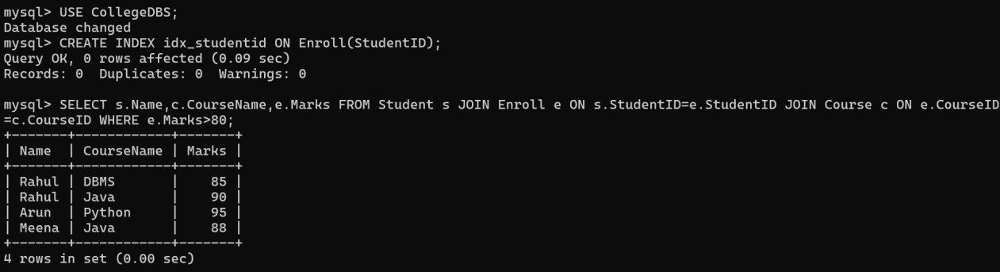 mysql> USE CollegeDBS;
Database changed
mysql> CREATE INDEX idx_studentid ON Enroll(StudentID);
Query OK, 0 rows affected (0.09 sec)
Records: 0  Duplicates: 0  Warnings: 0

mysql> SELECT s.Name,c.CourseName,e.Marks FROM Student s JOIN Enroll e ON s.StudentID=e.StudentID JOIN Course c ON e.CourseID
=c.CourseID WHERE e.Marks>80;
+-------+------------+-------+
| Name  | CourseName | Marks |
+-------+------------+-------+
| Rahul | DBMS       |    85 |
| Rahul | Java       |    90 |
| Arun  | Python     |    95 |
| Meena | Java       |    88 |
+-------+------------+-------+
4 rows in set (0.00 sec)